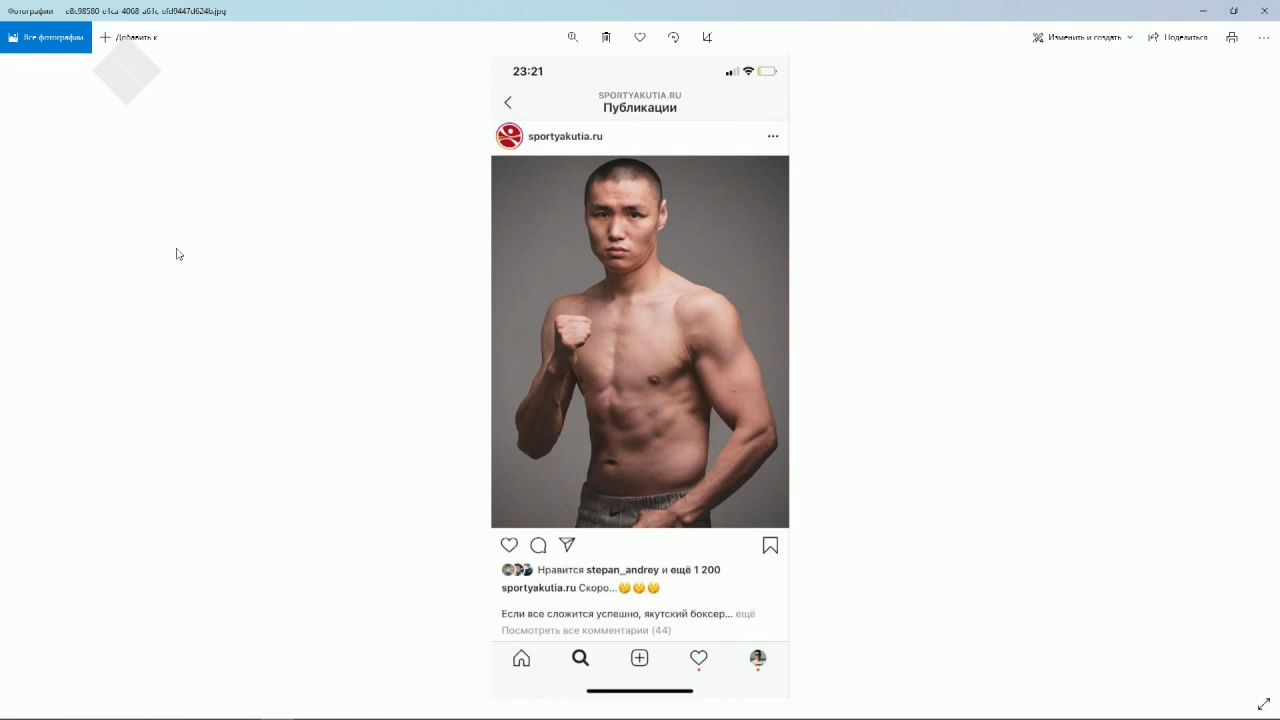 Фотографии
Все фотографии
Добавить к
Изменить и создать
Поделиться
23:21
SPORTYAKUTIA.RU
Публикации
sportyakutia.ru
Нравится stepan_andrey и ещё 1 200
sportyakutia.ru Скоро...🤔🤔🤔
Если все сложится успешно, якутский боксер... ещё
Посмотреть все комментарии (44)